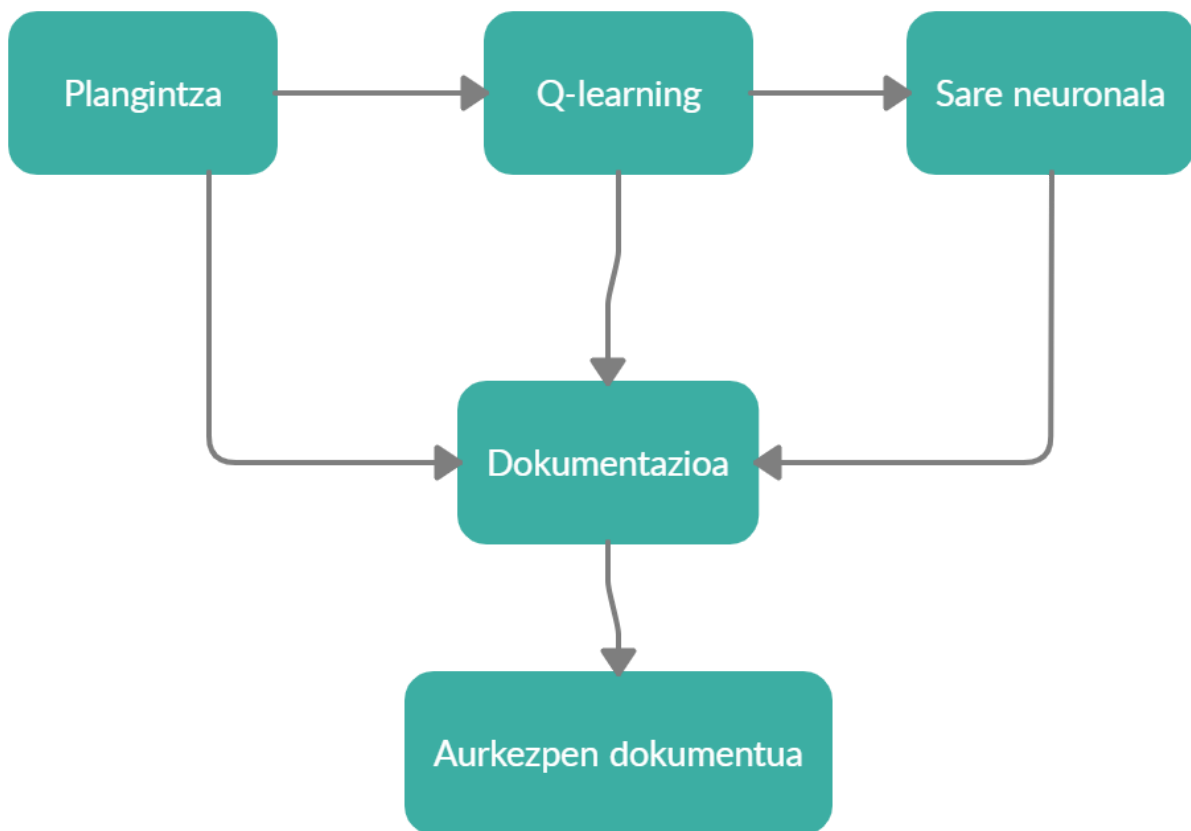 Plangintza
Q-learning
Sare neuronala
Dokumentazioa
Aurkezpen dokumentua